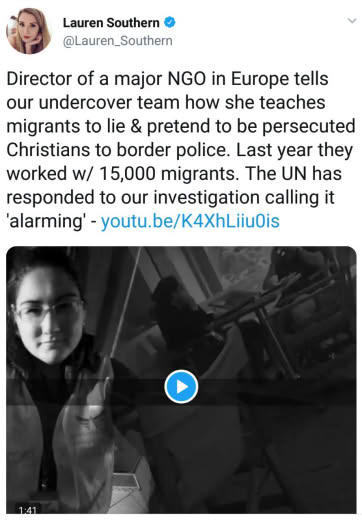 Lauren Southern
@Lauren_Southern
Director of a major NGO in Europe tells
our undercover team how she teaches
migrants to lie & pretend to be persecuted
Christians to border police. Last year they
worked w/ 15,000 migrants. The UN has
responded to our investigation calling it
'alarming' - youtu.be/K4XhLiiu0is
1:41